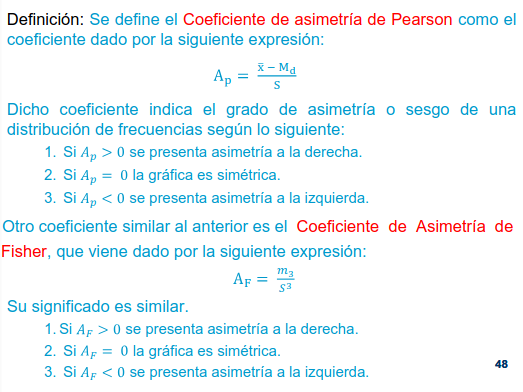 Definición: Se define el Coeficiente de asimetría de Pearson como el
coeficiente dado por la siguiente expresión:
A_p = (x̄ − M_d) / S
Dicho coeficiente indica el grado de asimetría o sesgo de una
distribución de frecuencias según lo siguiente:
1. Si A_p > 0 se presenta asimetría a la derecha.
2. Si A_p = 0 la gráfica es simétrica.
3. Si A_p < 0 se presenta asimetría a la izquierda.
Otro coeficiente similar al anterior es el Coeficiente de Asimetría de
Fisher, que viene dado por la siguiente expresión:
A_F = m_3 / S^3
Su significado es similar.
1. Si A_F > 0 se presenta asimetría a la derecha.
2. Si A_F = 0 la gráfica es simétrica.
3. Si A_F < 0 se presenta asimetría a la izquierda.
48